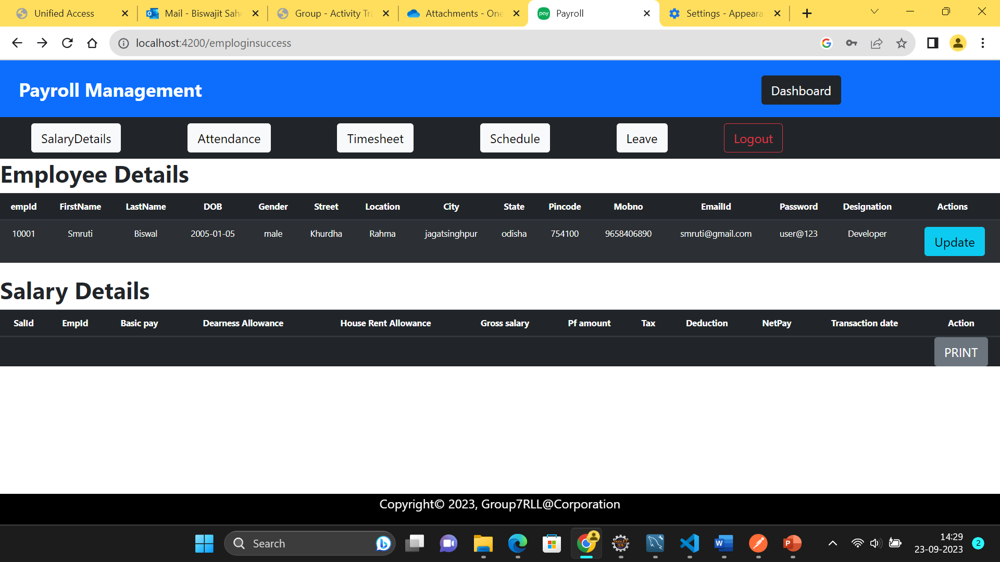 Unified Access
Mail - Biswajit Saho
Group - Activity Tra
Attachments - One
Payroll
Settings - Appeara
localhost:4200/emploginsuccess
Payroll Management
Dashboard
SalaryDetails Attendance Timesheet Schedule Leave Logout
Employee Details
empId FirstName LastName DOB Gender Street Location City State Pincode Mobno EmailId Password Designation Actions
10001 Smruti Biswal 2005-01-05 male Khurdha Rahma jagatsinghpur odisha 754100 9658406890 smruti@gmail.com user@123 Developer Update
Salary Details
SalId EmpId Basic pay Dearness Allowance House Rent Allowance Gross salary Pf amount Tax Deduction NetPay Transaction date Action
PRINT
Copyright© 2023, Group7RLL@Corporation
Search
14:29
23-09-2023
2